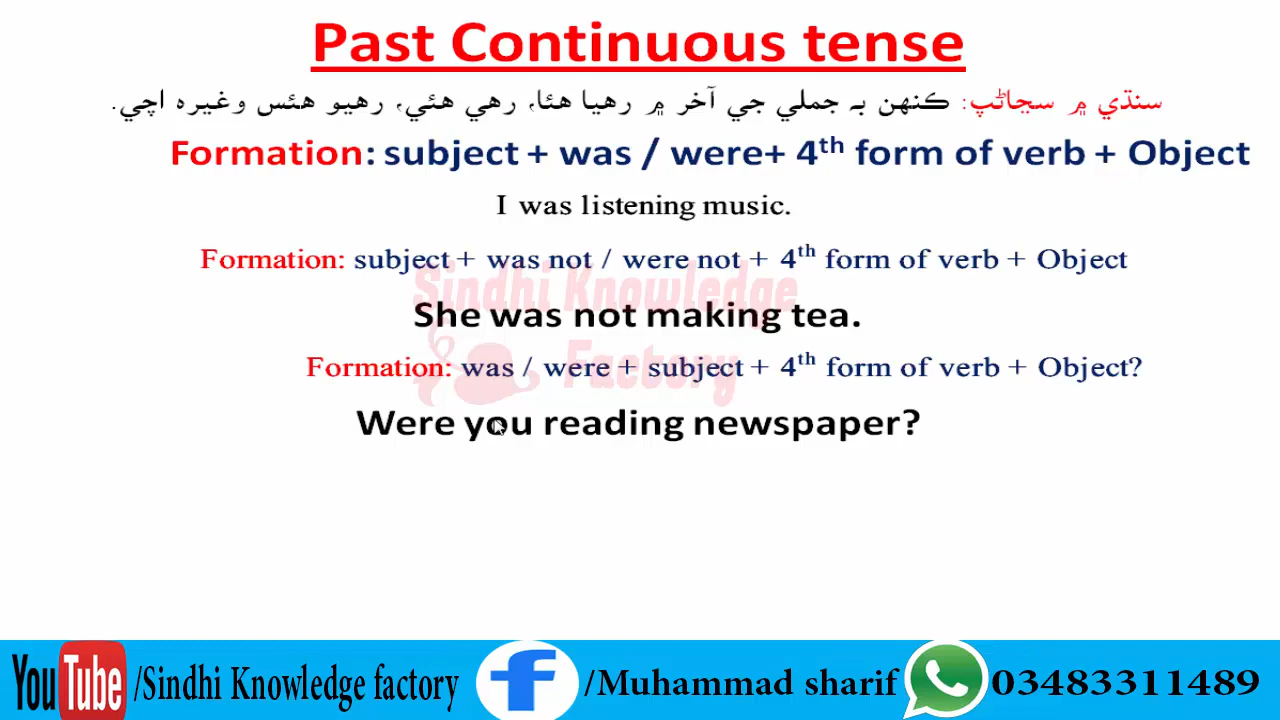 Past Continuous tense
سنڌي ۾ سڃاڻپ: ڪنهن به جملي جي آخر ۾ رهيا هئا، رهي هئي، رهيو هئس وغيره اچي.
Formation: subject + was / were+ 4th form of verb + Object
I was listening music.
Formation: subject + was not / were not + 4th form of verb + Object
Sindhi Knowledge
She was not making tea.
Factory
Formation: was / were + subject + 4th form of verb + Object?
Were you reading newspaper?
YouTube /Sindhi Knowledge factory f /Muhammad sharif 03483311489